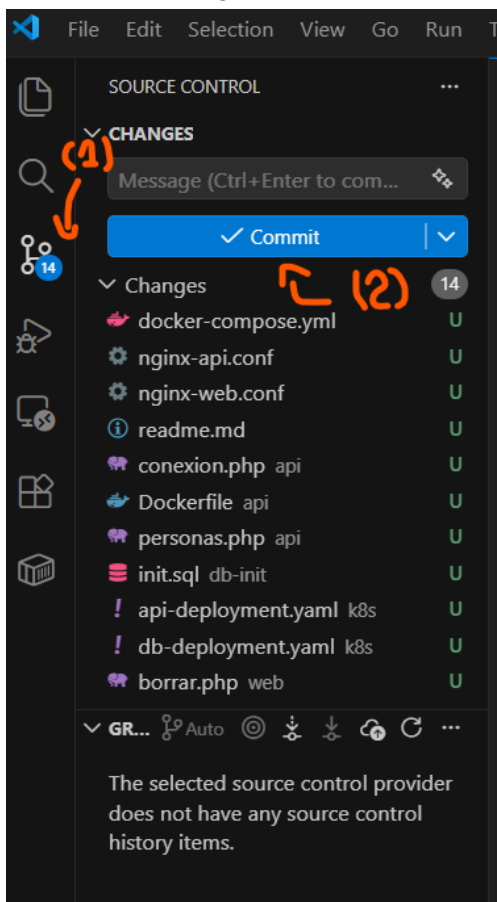 File Edit Selection View Go Run
SOURCE CONTROL
CHANGES
(1)
Message (Ctrl+Enter to com...
Commit
14
(2)
Changes 14
docker-compose.yml U
nginx-api.conf U
nginx-web.conf U
readme.md U
conexion.php api U
Dockerfile api U
personas.php api U
init.sql db-init U
api-deployment.yaml k8s U
db-deployment.yaml k8s U
borrar.php web U
GR... Auto
The selected source control provider
does not have any source control
history items.